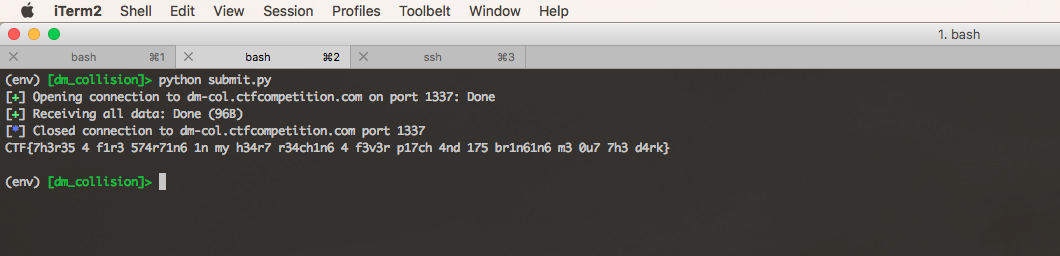 iTerm2 Shell Edit View Session Profiles Toolbelt Window Help
1. bash
bash ⌘1 bash ⌘2 ssh ⌘3
(env) [dm_collision]> python submit.py
[+] Opening connection to dm-col.ctfcompetition.com on port 1337: Done
[+] Receiving all data: Done (96B)
[*] Closed connection to dm-col.ctfcompetition.com port 1337
CTF{7h3r35 4 f1r3 574r71n6 1n my h34r7 r34ch1n6 4 f3v3r p17ch 4nd 175 br1n61n6 m3 0u7 7h3 d4rk}
(env) [dm_collision]>